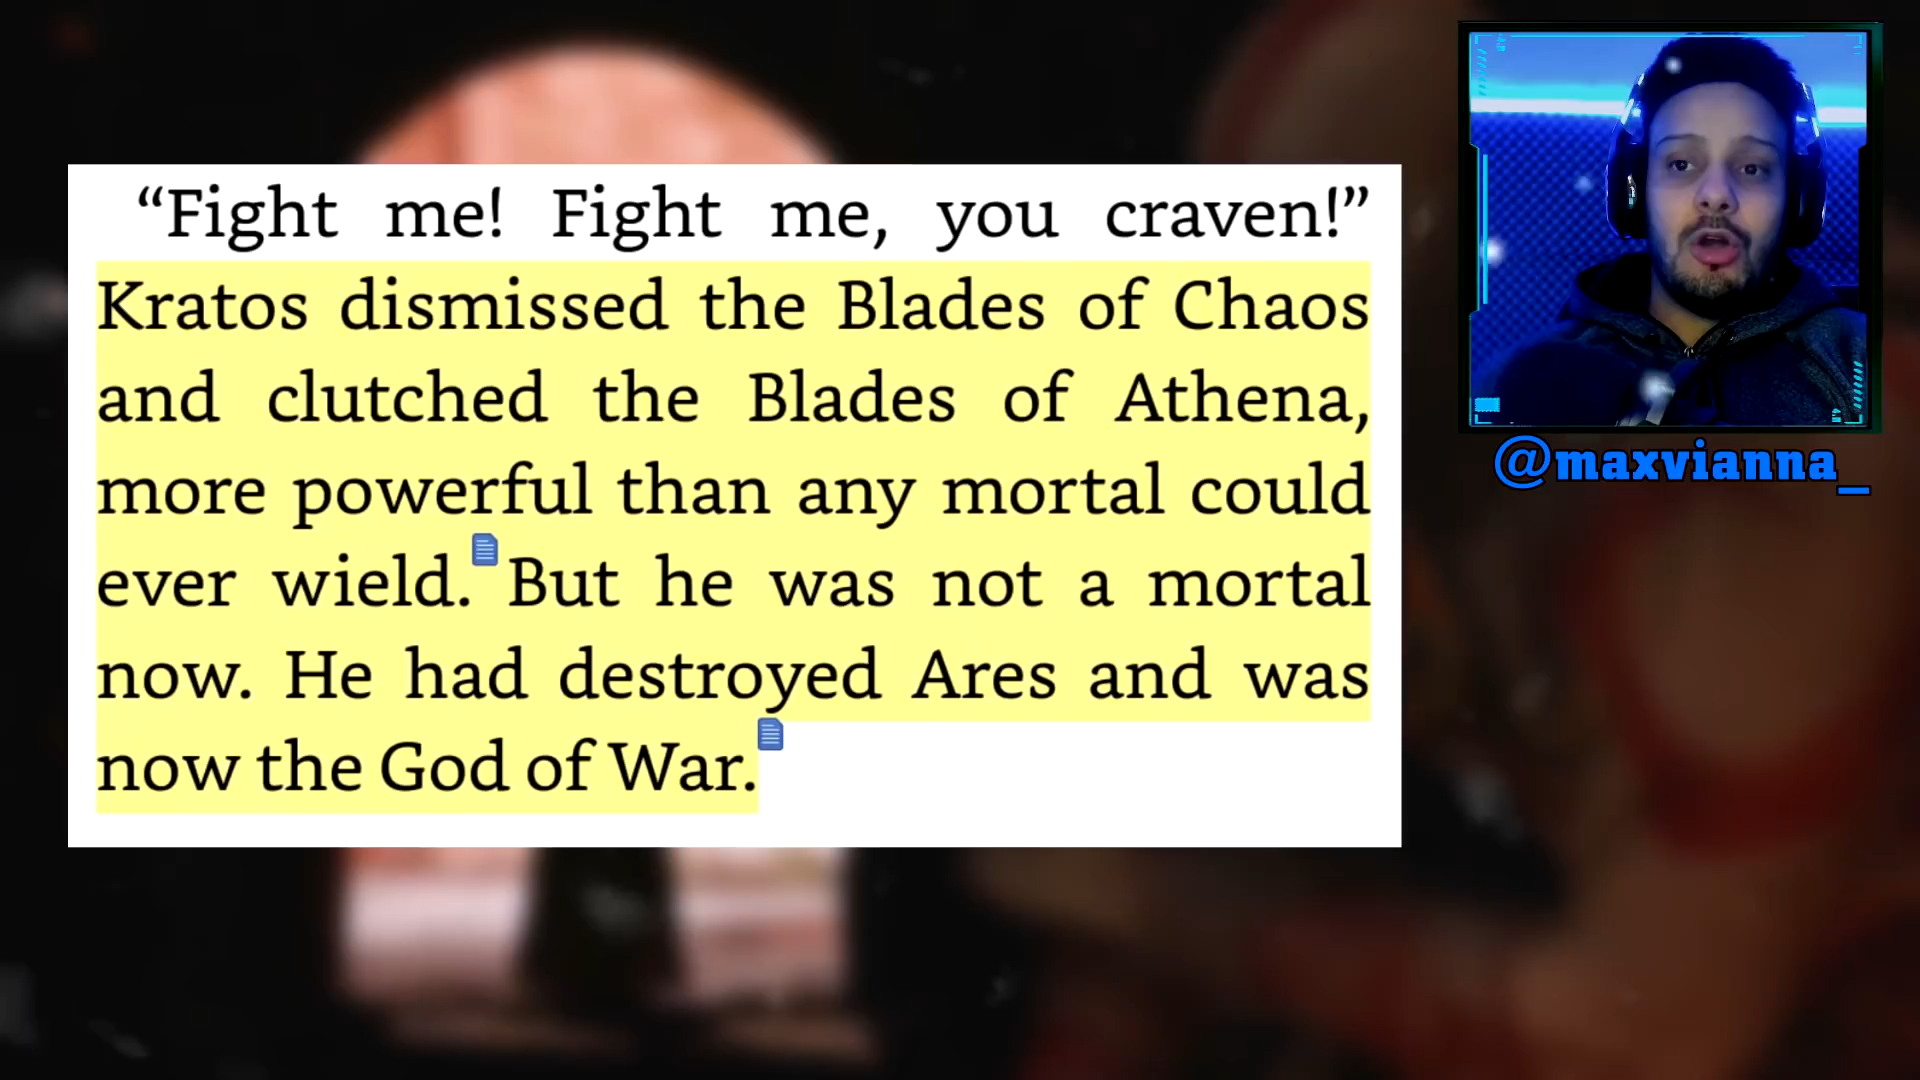 “Fight me! Fight me, you craven!”
Kratos dismissed the Blades of Chaos
and clutched the Blades of Athena,
more powerful than any mortal could
ever wield. But he was not a mortal
now. He had destroyed Ares and was
now the God of War.
@maxvianna_